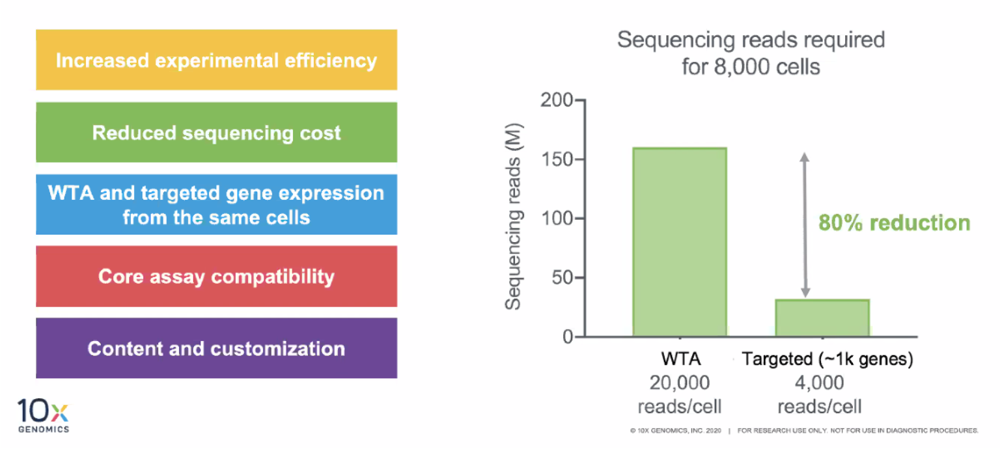 Increased experimental efficiency
Reduced sequencing cost
WTA and targeted gene expression
from the same cells
Core assay compatibility
Content and customization
10x
GENOMICS
Sequencing reads required
for 8,000 cells
Sequencing reads (M)
200
150
100
50
0
80% reduction
WTA
20,000
reads/cell
Targeted (~1k genes)
4,000
reads/cell
© 10X GENOMICS, INC. 2020 | FOR RESEARCH USE ONLY. NOT FOR USE IN DIAGNOSTIC PROCEDURES.